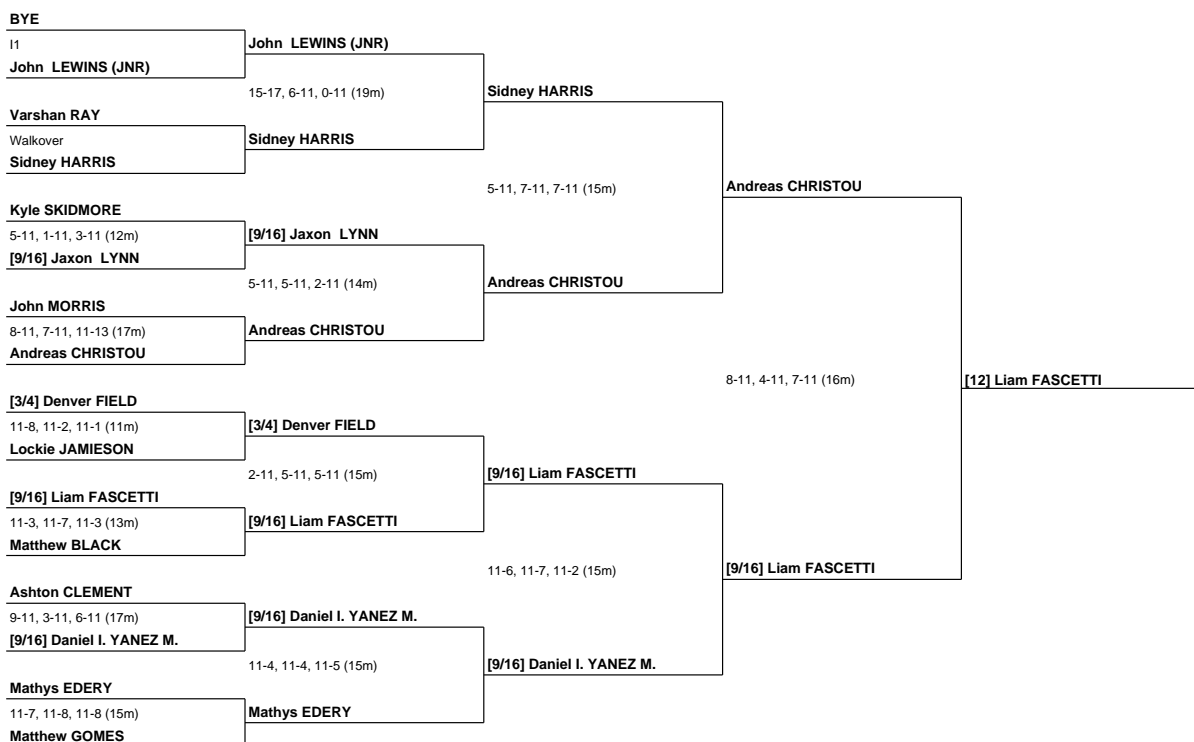 BYE
I1
John LEWINS (JNR)
Varshan RAY
Walkover
Sidney HARRIS
Kyle SKIDMORE
5-11, 1-11, 3-11 (12m)
[9/16] Jaxon LYNN
John MORRIS
8-11, 7-11, 11-13 (17m)
Andreas CHRISTOU
[3/4] Denver FIELD
11-8, 11-2, 11-1 (11m)
Lockie JAMIESON
[9/16] Liam FASCETTI
11-3, 11-7, 11-3 (13m)
Matthew BLACK
Ashton CLEMENT
9-11, 3-11, 6-11 (17m)
[9/16] Daniel I. YANEZ M.
Mathys EDERY
11-7, 11-8, 11-8 (15m)
Matthew GOMES
John LEWINS (JNR)
15-17, 6-11, 0-11 (19m)
Sidney HARRIS
[9/16] Jaxon LYNN
5-11, 5-11, 2-11 (14m)
Andreas CHRISTOU
[3/4] Denver FIELD
2-11, 5-11, 5-11 (15m)
[9/16] Liam FASCETTI
[9/16] Daniel I. YANEZ M.
11-4, 11-4, 11-5 (15m)
Mathys EDERY
Sidney HARRIS
5-11, 7-11, 7-11 (15m)
Andreas CHRISTOU
[9/16] Liam FASCETTI
11-6, 11-7, 11-2 (15m)
[9/16] Daniel I. YANEZ M.
Andreas CHRISTOU
8-11, 4-11, 7-11 (16m)
[9/16] Liam FASCETTI
[12] Liam FASCETTI